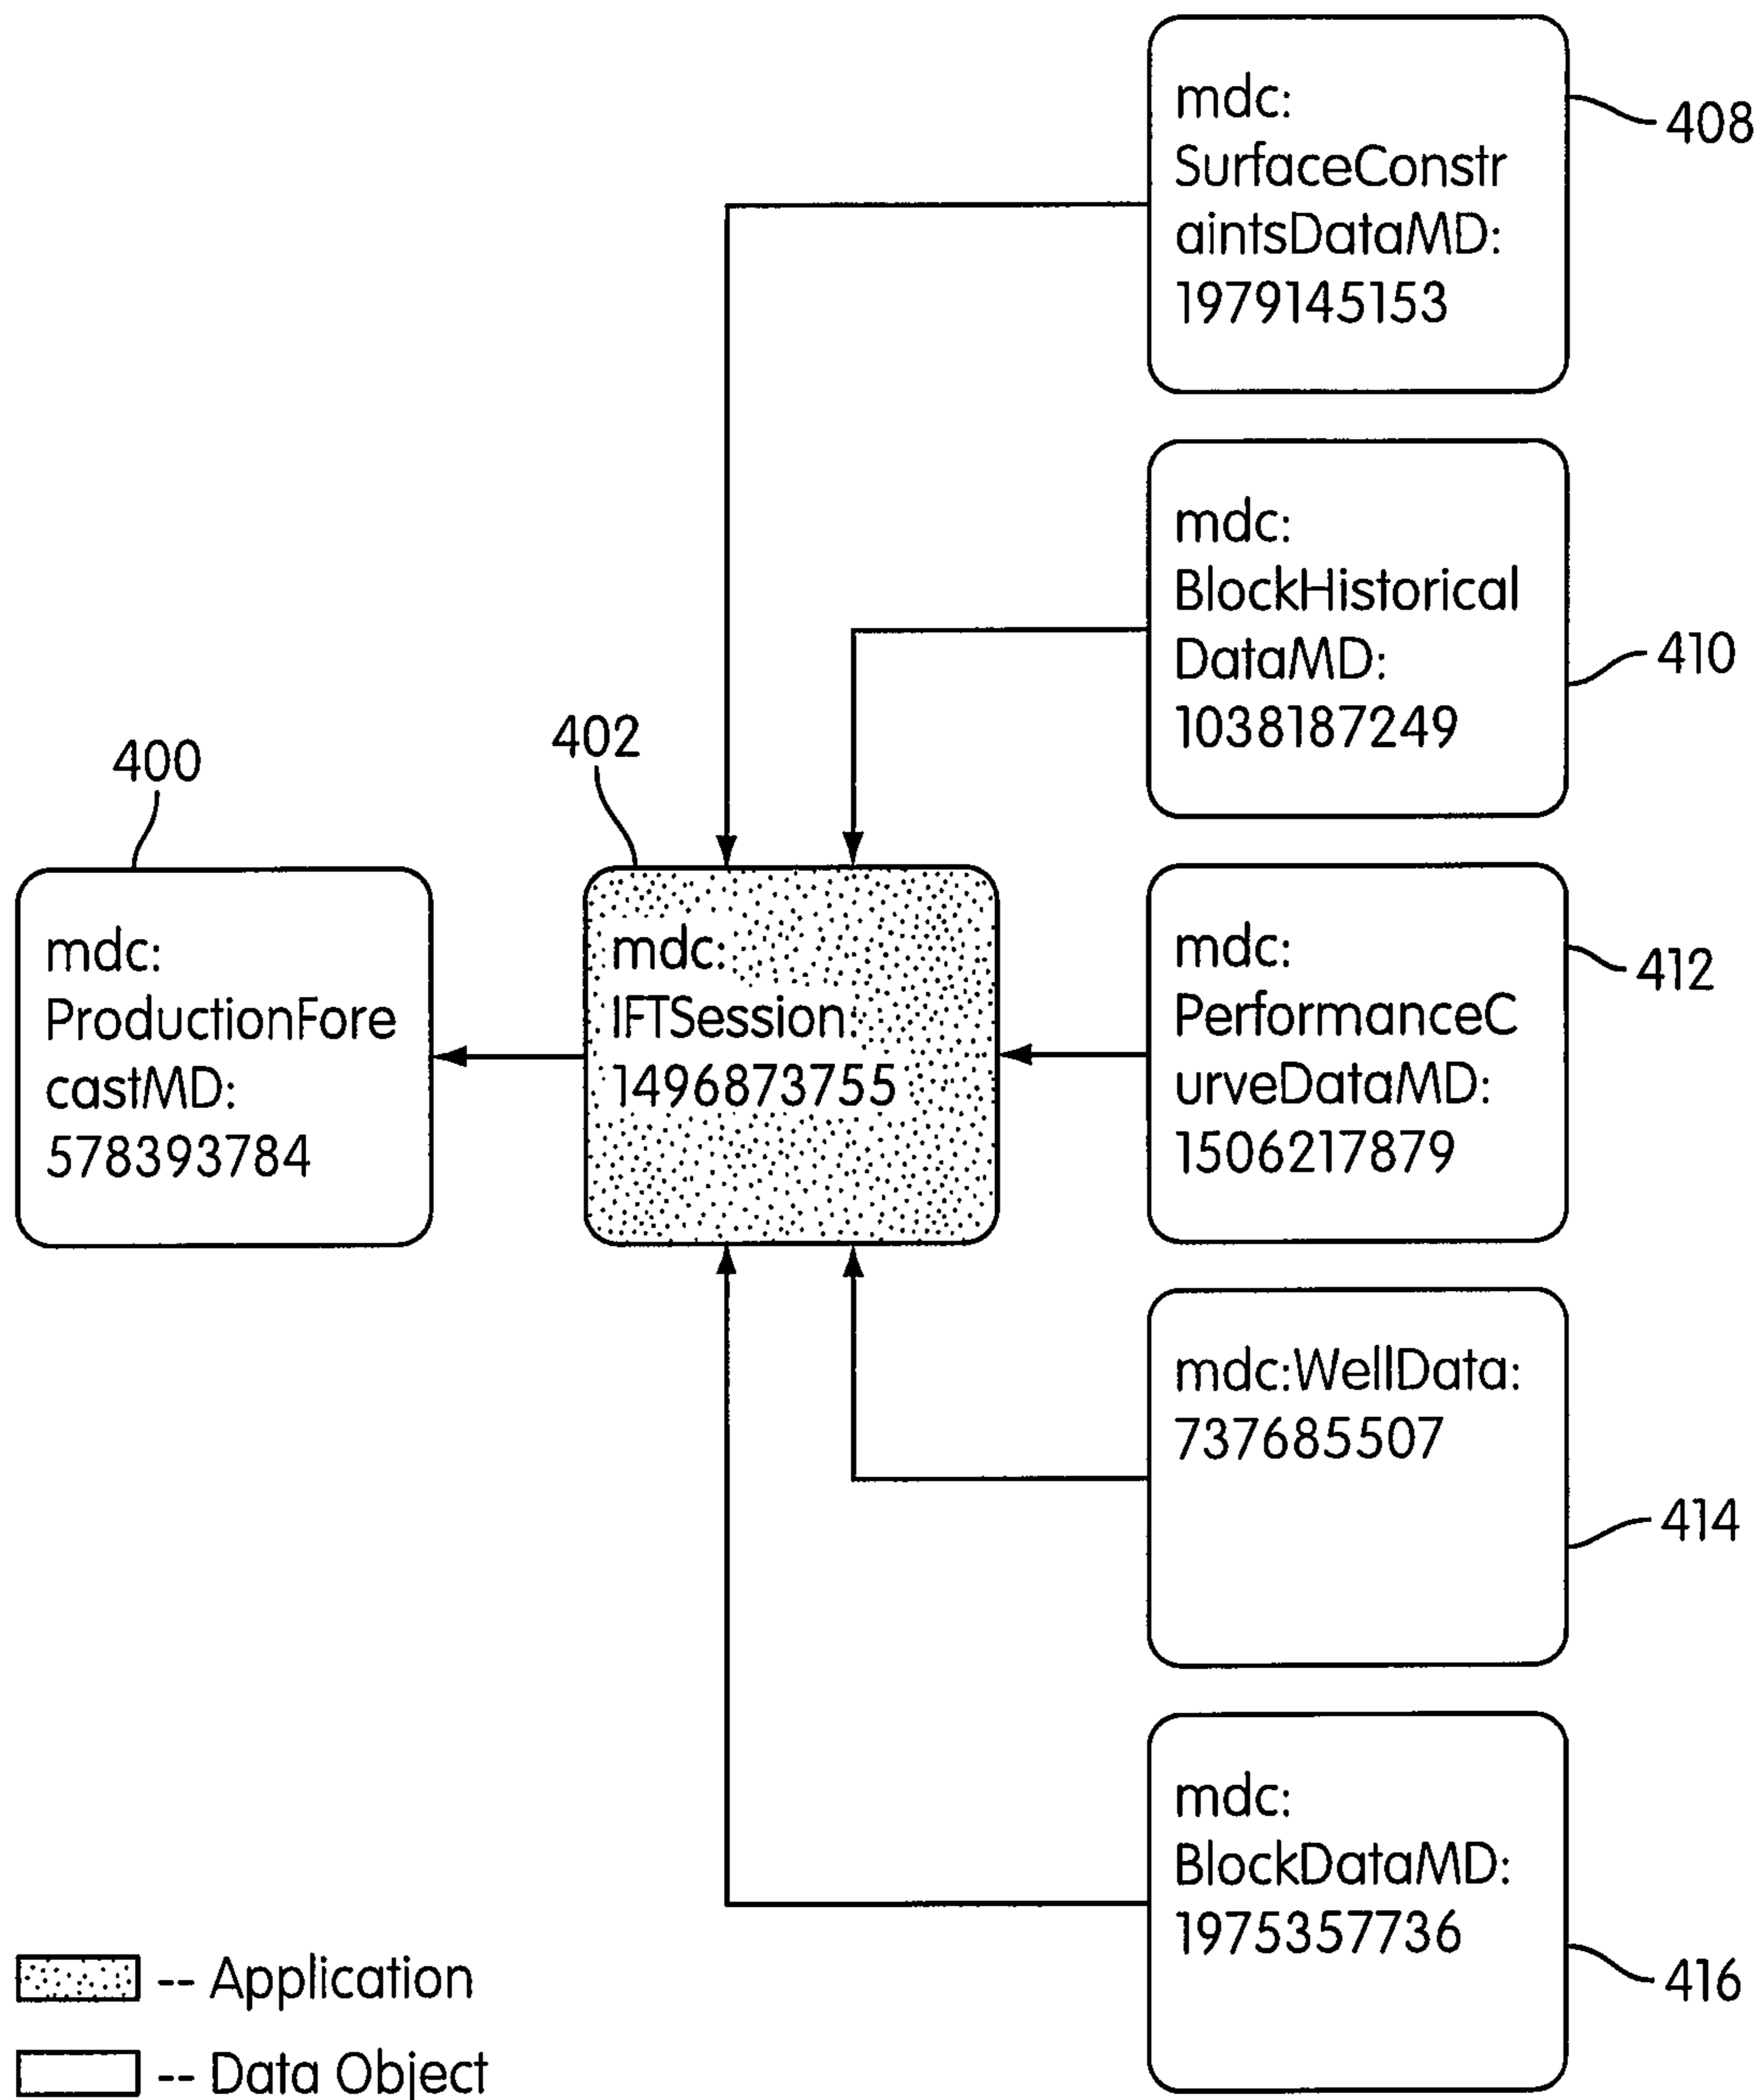 mdc:
SurfaceConstr
aintsDataMD:
1979145153
408
mdc:
BlockHistorical
DataMD:
1038187249
410
400
mdc:
ProductionFore
castMD:
578393784
402
mdc:
IFTSession:
1496873755
mdc:
PerformanceC
urveDataMD:
1506217879
412
mdc:WellData:
737685507
414
mdc:
BlockDataMD:
1975357736
416
-- Application
-- Data Object